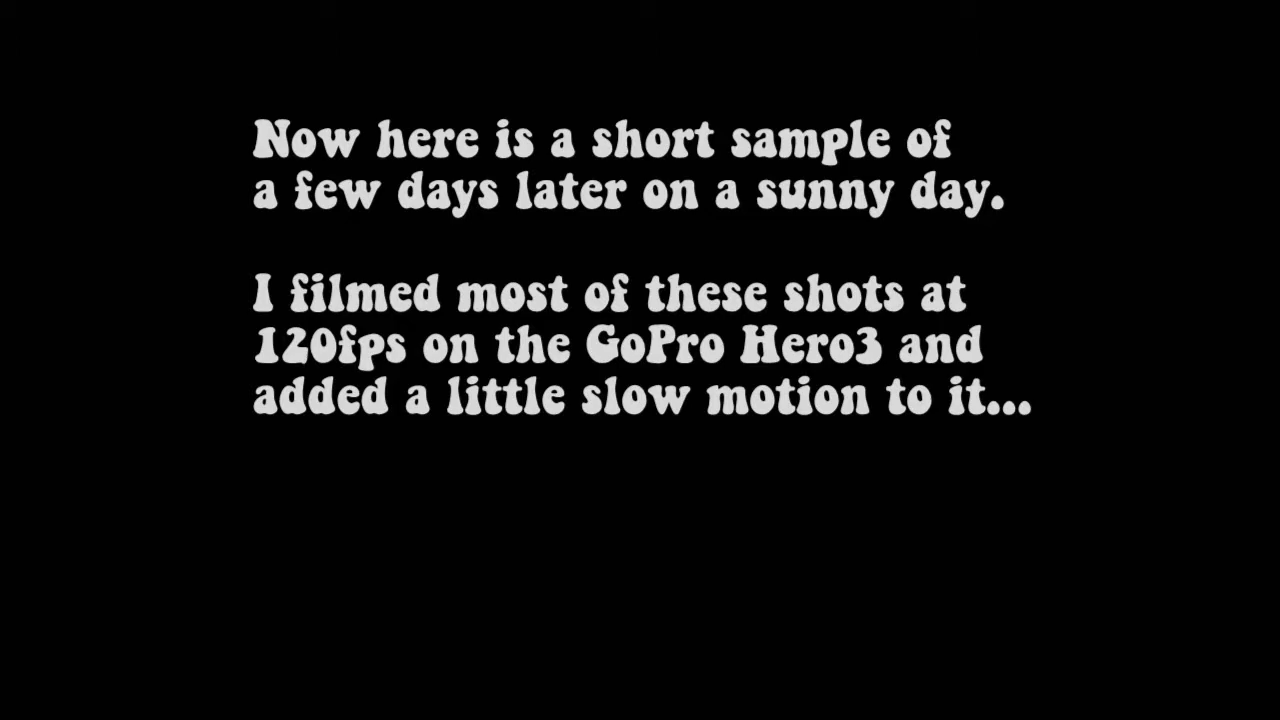 Now here is a short sample of
a few days later on a sunny day.
I filmed most of these shots at
120fps on the GoPro Hero3 and
added a little slow motion to it...